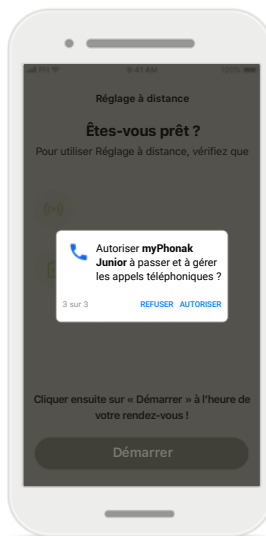 9:41 AM
100%
Réglage à distance
Êtes-vous prêt ?
Pour utiliser Réglage à distance, vérifiez que
Autoriser myPhonak
Junior à passer et à gérer
les appels téléphoniques ?
3 sur 3 REFUSER AUTORISER
Cliquer ensuite sur « Démarrer » à l'heure de
votre rendez-vous !
Démarrer